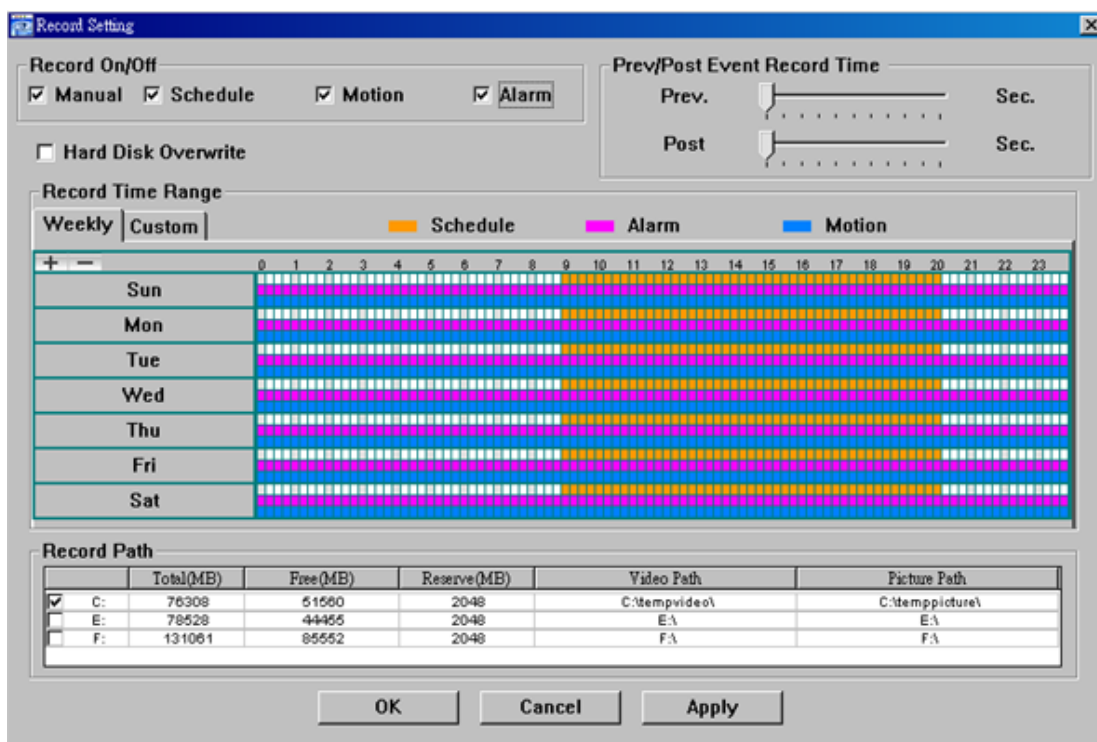 Record Setting
Record On/Off
Manual Schedule Motion Alarm
Prev/Post Event Record Time
Prev. Sec.
Post Sec.
Hard Disk Overwrite
Record Time Range
Weekly Custom Schedule Alarm Motion
+ − 0 1 2 3 4 5 6 7 8 9 10 11 12 13 14 15 16 17 18 19 20 21 22 23
Sun
Mon
Tue
Wed
Thu
Fri
Sat
Record Path
Total(MB) Free(MB) Reserve(MB) Video Path Picture Path
C: 76308 51560 2048 C:\tempvideo\ C:\temppicture\
E: 78528 44455 2048 E:\ E:\
F: 131061 85552 2048 F:\ F:\
OK Cancel Apply